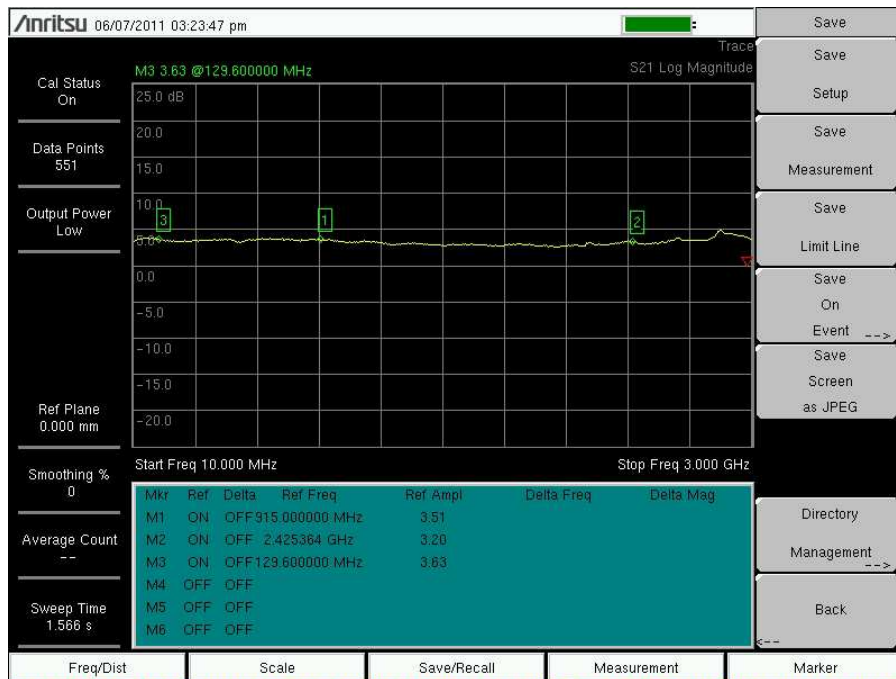 Anritsu 06/07/2011 03:23:47 pm
Save
Trace
M3 3.63 @129.600000 MHz
S21 Log Magnitude
Cal Status
On
Data Points
551
Output Power
Low
Ref Plane
0.000 mm
Smoothing %
0
Average Count
--
Sweep Time
1.566 s
25.0 dB
20.0
15.0
10.0
5.0
0.0
-5.0
-10.0
-15.0
-20.0
3
1
2
Start Freq 10.000 MHz
Stop Freq 3.000 GHz
Mkr Ref Delta Ref Freq Ref Ampl Delta Freq Delta Mag
M1 ON OFF 915.000000 MHz 3.51
M2 ON OFF 2.425364 GHz 3.20
M3 ON OFF 129.600000 MHz 3.63
M4 OFF OFF
M5 OFF OFF
M6 OFF OFF
Save
Setup
Save
Measurement
Save
Limit Line
Save
On
Event -->
Save
Screen
as JPEG
Directory
Management -->
Back
<--
Freq/Dist
Scale
Save/Recall
Measurement
Marker